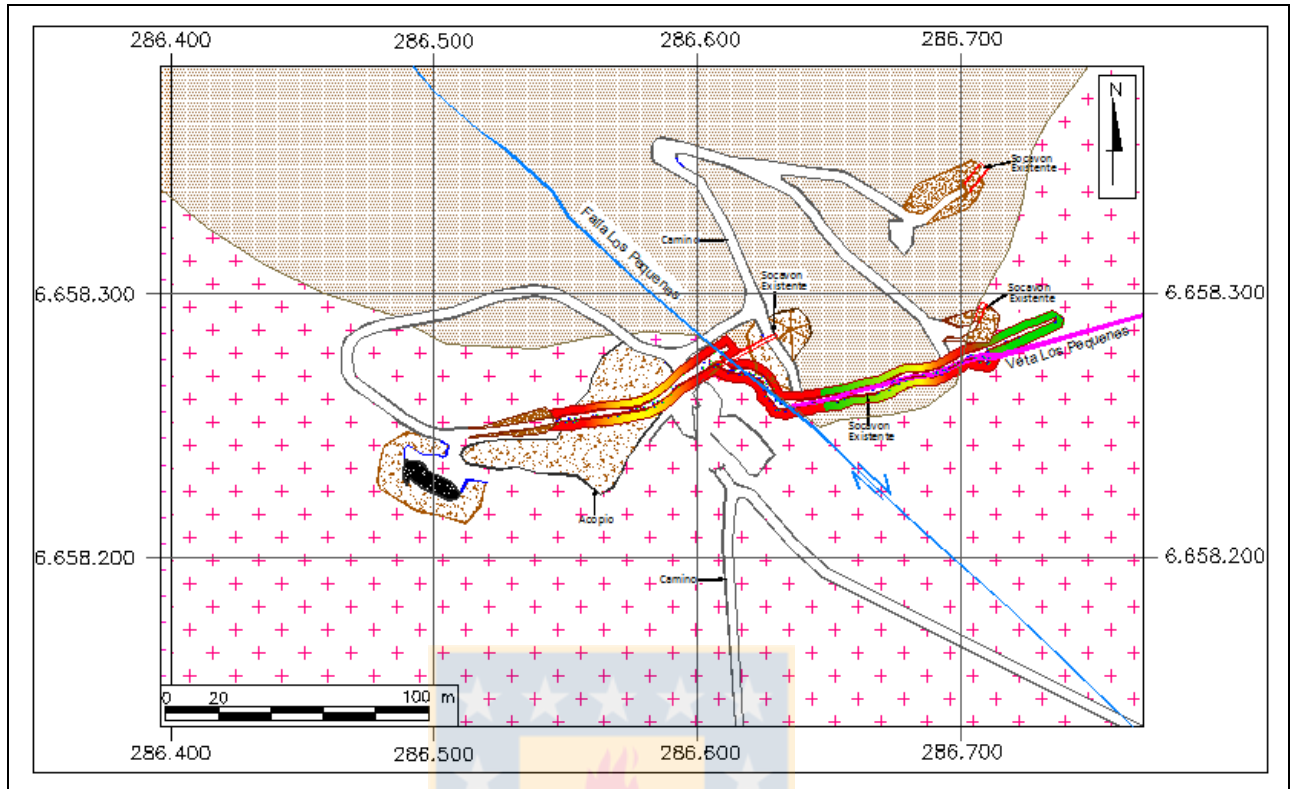 286.400
286.500
286.600
286.700
N
Socavon
Existente
Falla Los Pequenes
Camino
Socavon
Existente
Socavon
Existente
6.658.300
6.658.300
Veta Los Pequenes
Socavon
Existente
Acopio
6.658.200
6.658.200
Camino
0 20 100 m
286.400
286.500
286.600
286.700